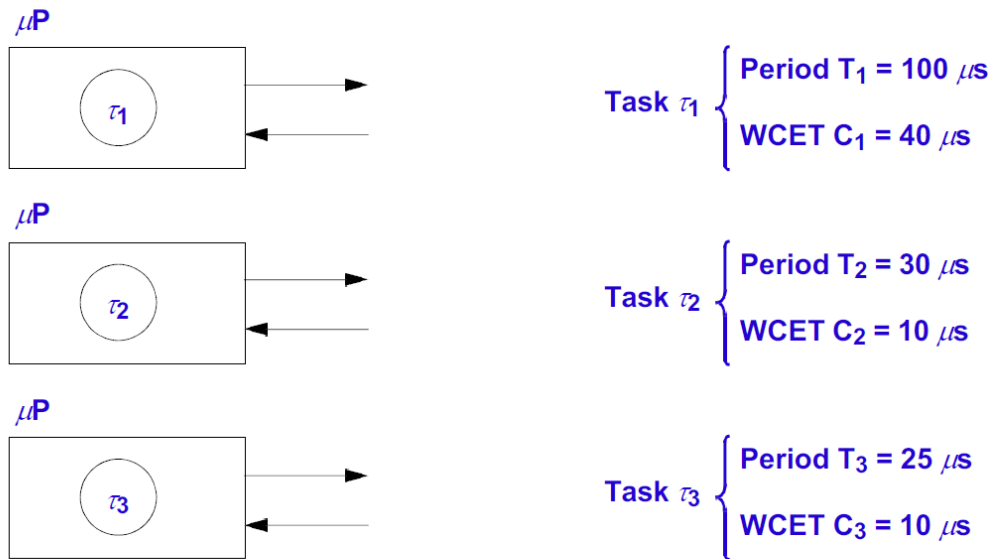 μP
τ1
Task τ1
Period T1 = 100 μs
WCET C1 = 40 μs
μP
τ2
Task τ2
Period T2 = 30 μs
WCET C2 = 10 μs
μP
τ3
Task τ3
Period T3 = 25 μs
WCET C3 = 10 μs